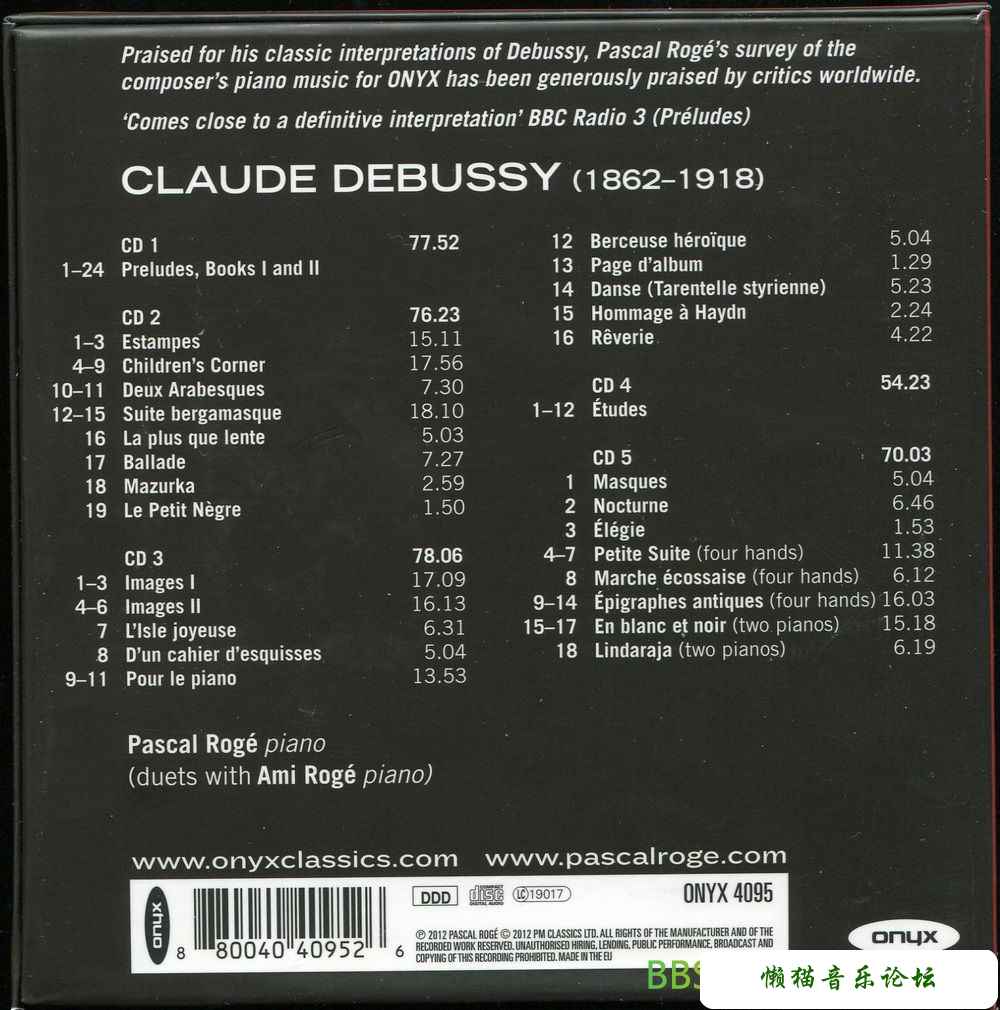 Praised for his classic interpretations of Debussy, Pascal Rogé's survey of the
composer's piano music for ONYX has been generously praised by critics worldwide.
'Comes close to a definitive interpretation' BBC Radio 3 (Préludes)
CLAUDE DEBUSSY (1862–1918)
CD 1 77.52
1–24 Preludes, Books I and II
CD 2 76.23
1–3 Estampes 15.11
4–9 Children's Corner 17.56
10–11 Deux Arabesques 7.30
12–15 Suite bergamasque 18.10
16 La plus que lente 5.03
17 Ballade 7.27
18 Mazurka 2.59
19 Le Petit Nègre 1.50
CD 3 78.06
1–3 Images I 17.09
4–6 Images II 16.13
7 L'Isle joyeuse 6.31
8 D'un cahier d'esquisses 5.04
9–11 Pour le piano 13.53
12 Berceuse héroïque 5.04
13 Page d'album 1.29
14 Danse (Tarentelle styrienne) 5.23
15 Hommage à Haydn 2.24
16 Rêverie 4.22
CD 4 54.23
1–12 Études
CD 5 70.03
1 Masques 5.04
2 Nocturne 6.46
3 Élégie 1.53
4–7 Petite Suite (four hands) 11.38
8 Marche écossaise (four hands) 6.12
9–14 Épigraphes antiques (four hands) 16.03
15–17 En blanc et noir (two pianos) 15.18
18 Lindaraja (two pianos) 6.19
Pascal Rogé piano
(duets with Ami Rogé piano)
www.onyxclassics.com www.pascalroge.com
onyx
8 80040 40952 6
DDD
COMPACT disc DIGITAL AUDIO
LC 19017
ONYX 4095
℗ 2012 PASCAL ROGÉ © 2012 PM CLASSICS LTD. ALL RIGHTS OF THE MANUFACTURER AND OF THE
RECORDED WORK RESERVED. UNAUTHORISED HIRING, LENDING, PUBLIC PERFORMANCE, BROADCAST AND
COPYING OF THIS RECORDING PROHIBITED. MADE IN THE EU
onyx
BBS
懒猫音乐论坛